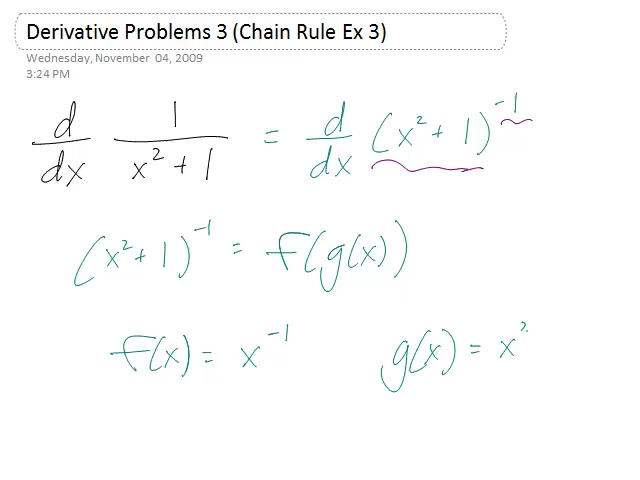 Derivative Problems 3 (Chain Rule Ex 3)
Wednesday, November 04, 2009
3:24 PM
d/dx 1/(x² + 1) = d/dx (x² + 1)⁻¹
(x² + 1)⁻¹ = f(g(x))
f(x) = x⁻¹ g(x) = x²